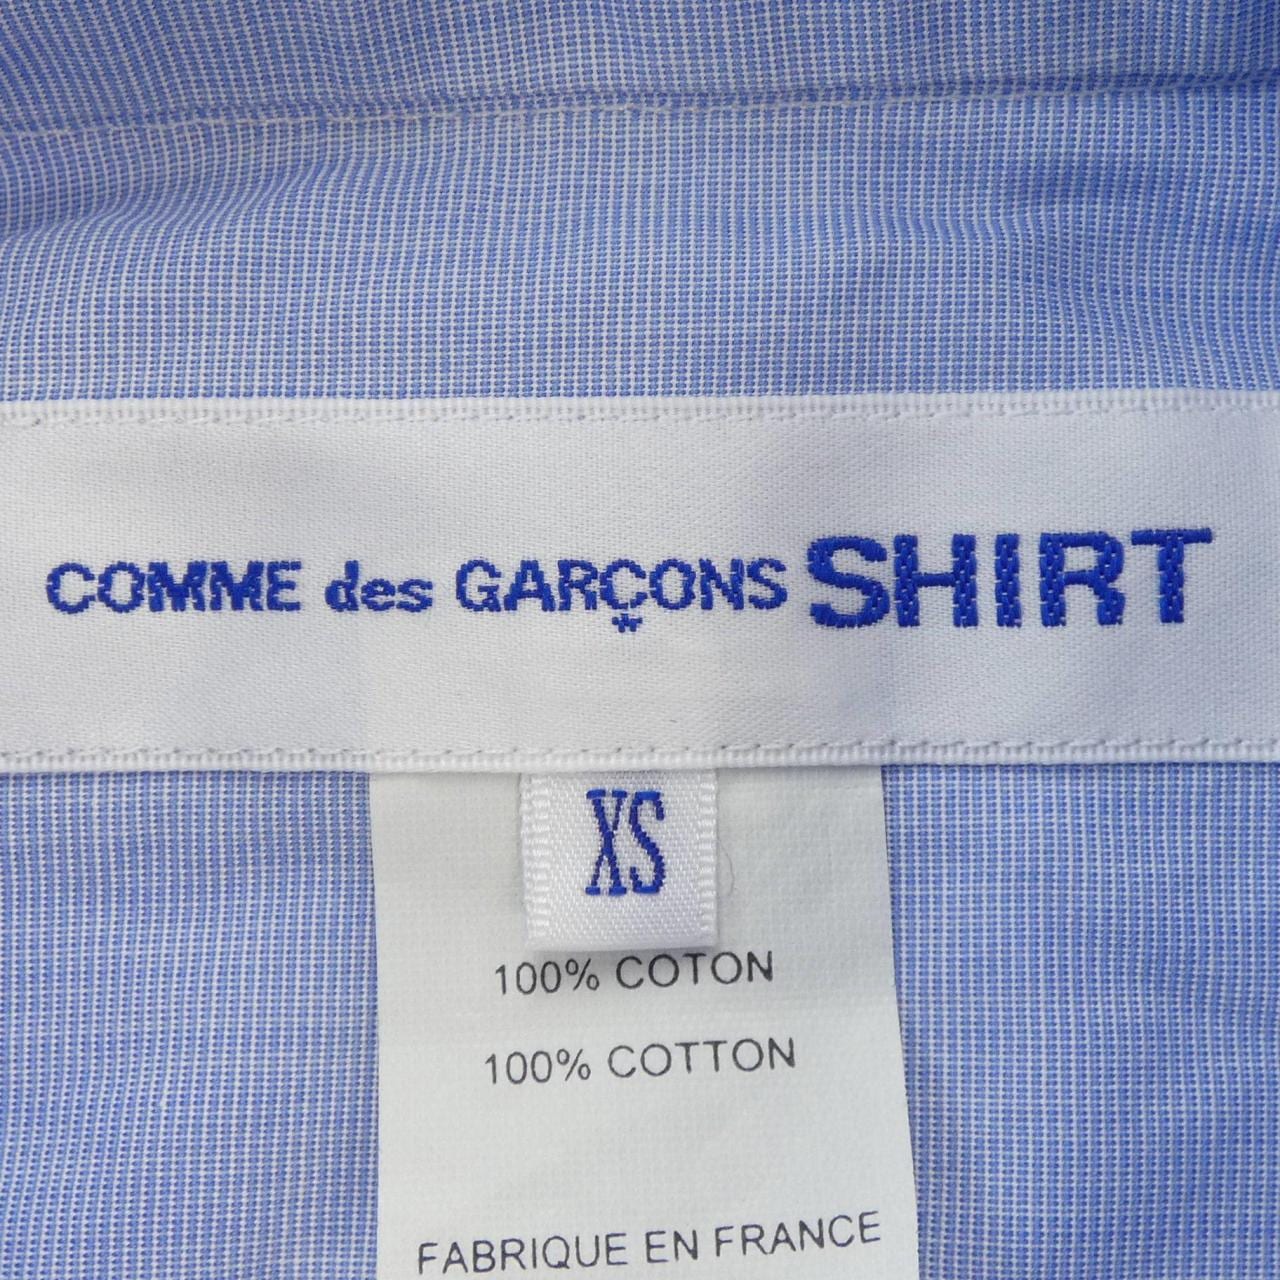 COMME des GARÇONS SHIRT
XS
100% COTON
100% COTTON
FABRIQUE EN FRANCE